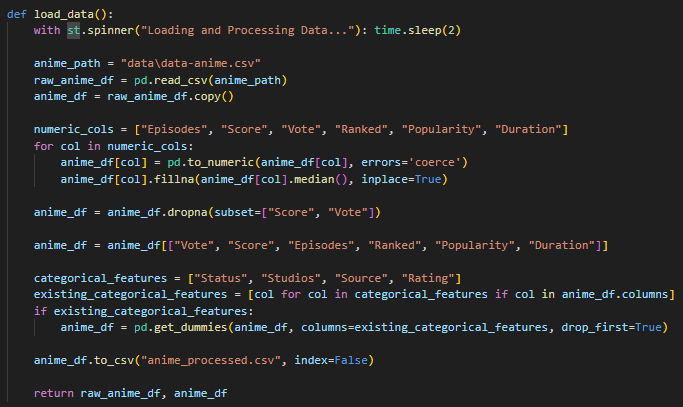 def load_data():
    with st.spinner("Loading and Processing Data..."): time.sleep(2)
    anime_path = "data\data-anime.csv"
    raw_anime_df = pd.read_csv(anime_path)
    anime_df = raw_anime_df.copy()
    numeric_cols = ["Episodes", "Score", "Vote", "Ranked", "Popularity", "Duration"]
    for col in numeric_cols:
        anime_df[col] = pd.to_numeric(anime_df[col], errors='coerce')
        anime_df[col].fillna(anime_df[col].median(), inplace=True)
    anime_df = anime_df.dropna(subset=["Score", "Vote"])
    anime_df = anime_df[["Vote", "Score", "Episodes", "Ranked", "Popularity", "Duration"]]
    categorical_features = ["Status", "Studios", "Source", "Rating"]
    existing_categorical_features = [col for col in categorical_features if col in anime_df.columns]
    if existing_categorical_features:
        anime_df = pd.get_dummies(anime_df, columns=existing_categorical_features, drop_first=True)
    anime_df.to_csv("anime_processed.csv", index=False)
    return raw_anime_df, anime_df